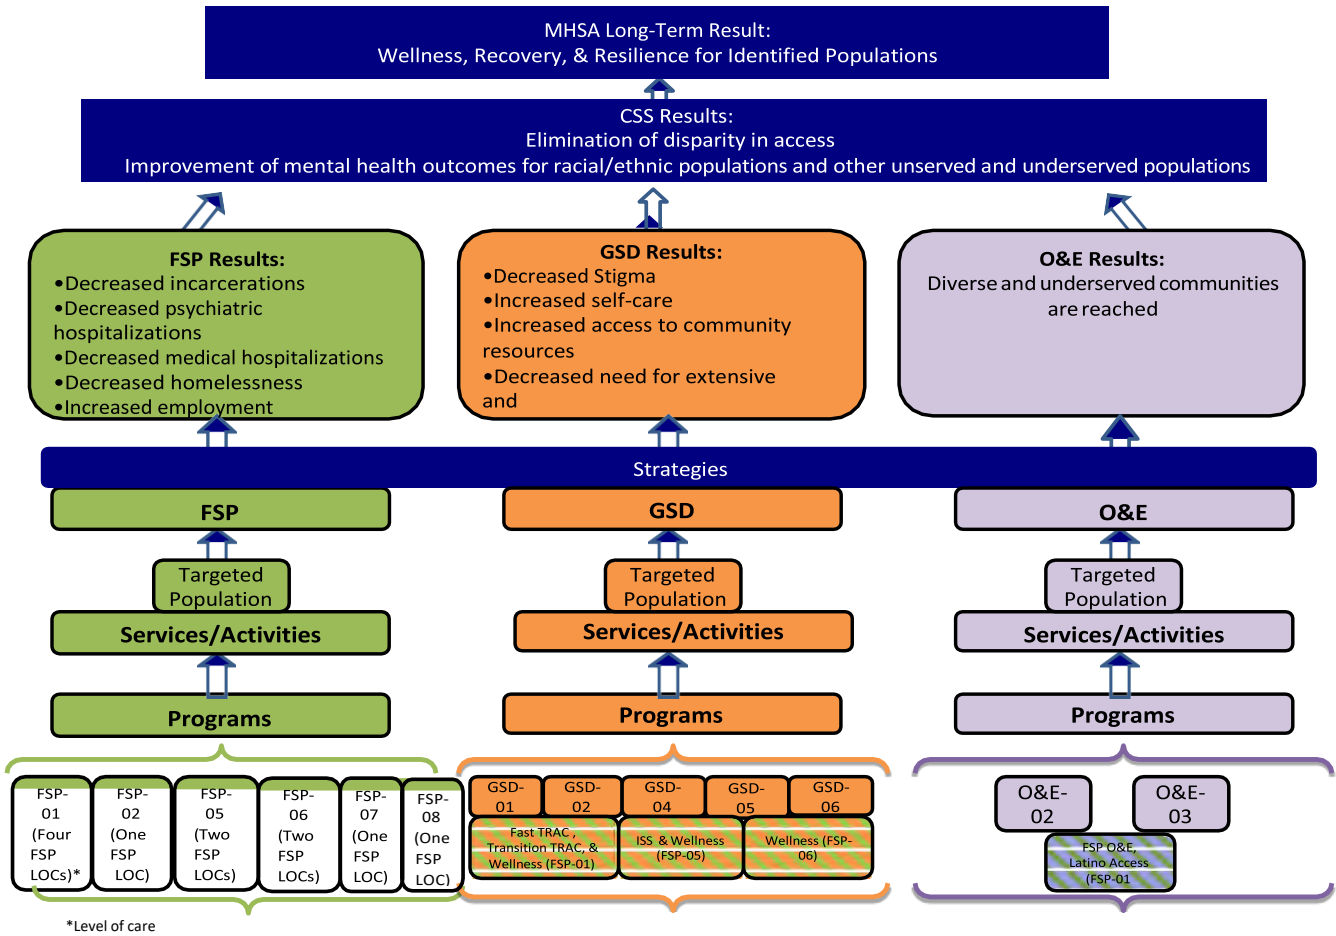 MHSA Long-Term Result:
Wellness, Recovery, & Resilience for Identified Populations
CSS Results:
Elimination of disparity in access
Improvement of mental health outcomes for racial/ethnic populations and other unserved and underserved populations
FSP Results:
•Decreased incarcerations
•Decreased psychiatric
hospitalizations
•Decreased medical hospitalizations
•Decreased homelessness
•Increased employment
GSD Results:
•Decreased Stigma
•Increased self-care
•Increased access to community
resources
•Decreased need for extensive
and
O&E Results:
Diverse and underserved communities
are reached
Strategies
FSP
GSD
O&E
Targeted
Population
Targeted
Population
Targeted
Population
Services/Activities
Services/Activities
Services/Activities
Programs
Programs
Programs
FSP-
01
(Four
FSP
LOCs)*
FSP-
02
(One
FSP
LOC)
FSP-
05
(Two
FSP
LOCs)
FSP-
06
(Two
FSP
LOCs)
FSP-
07
(One
FSP
LOC)
FSP-
08
(One
FSP
LOC)
GSD-
01
GSD-
02
GSD-
04
GSD-
05
GSD-
06
Fast TRAC ,
Transition TRAC, &
Wellness (FSP-01)
ISS & Wellness
(FSP-05)
Wellness (FSP-
06)
O&E-
02
O&E-
03
FSP O&E,
Latino Access
(FSP-01
*Level of care